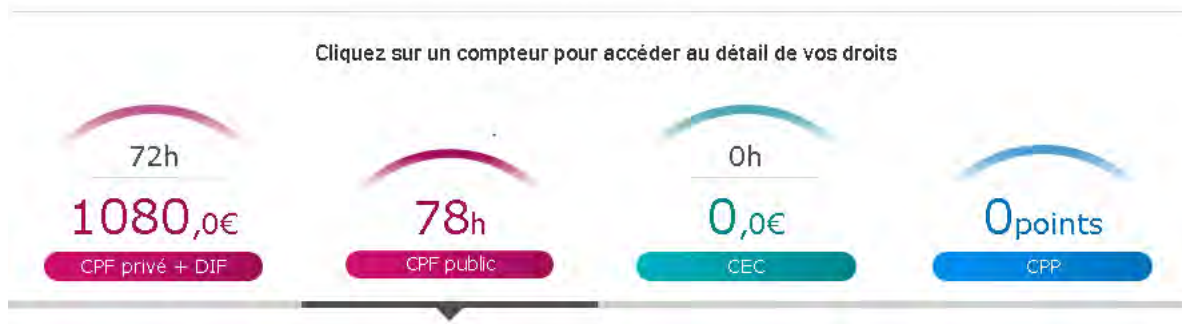 Cliquez sur un compteur pour accéder au détail de vos droits
72h
1080,0€
CPF privé + DIF
78h
CPF public
0h
0,0€
CEC
0points
CPP